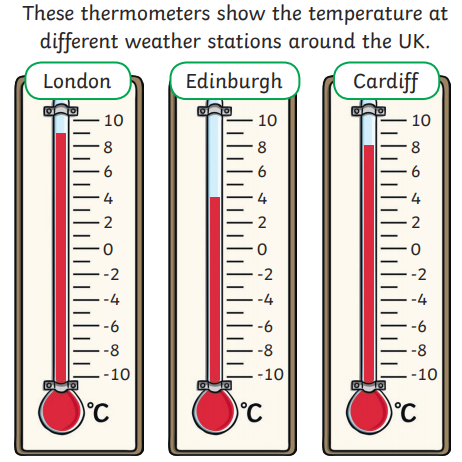 These thermometers show the temperature at
different weather stations around the UK.
London Edinburgh Cardiff
10 10 10
8 8 8
6 6 6
4 4 4
2 2 2
0 0 0
-2 -2 -2
-4 -4 -4
-6 -6 -6
-8 -8 -8
-10 -10 -10
°C °C °C